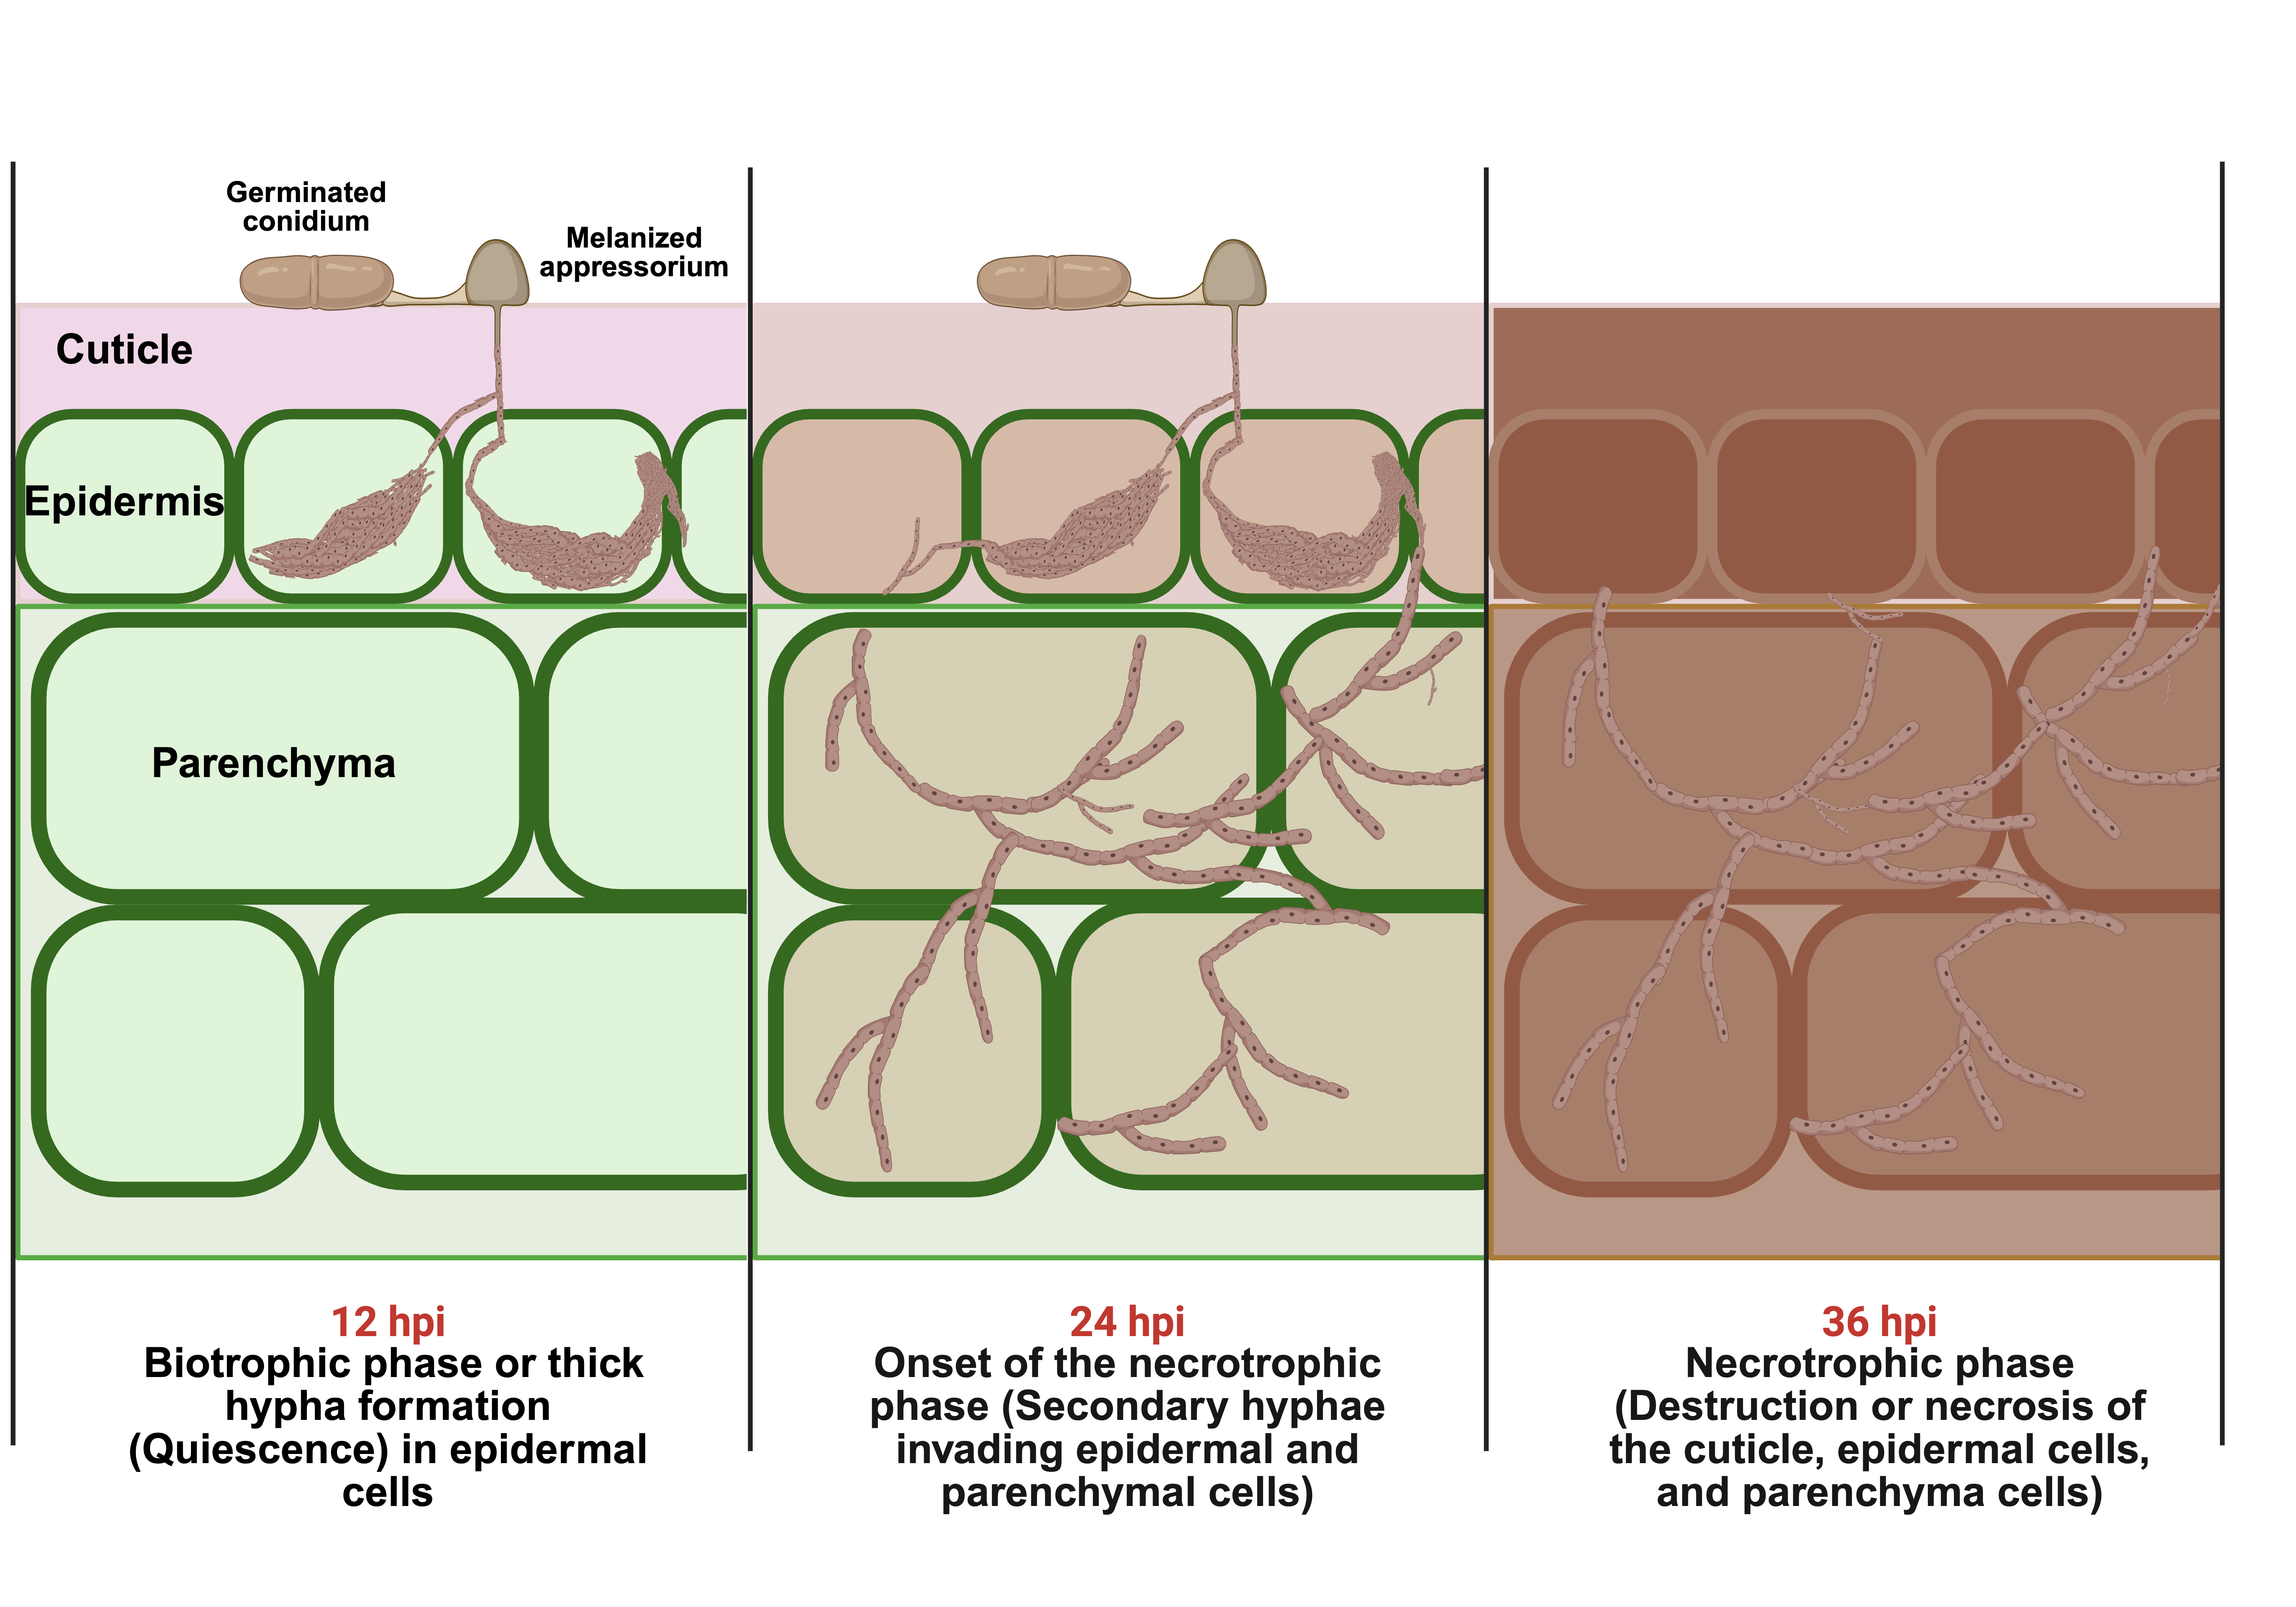 Germinated
conidium
Melanized
appressorium
Cuticle
Epidermis
Parenchyma
12 hpi
Biotrophic phase or thick
hypha formation
(Quiescence) in epidermal
cells
24 hpi
Onset of the necrotrophic
phase (Secondary hyphae
invading epidermal and
parenchymal cells)
36 hpi
Necrotrophic phase
(Destruction or necrosis of
the cuticle, epidermal cells,
and parenchyma cells)